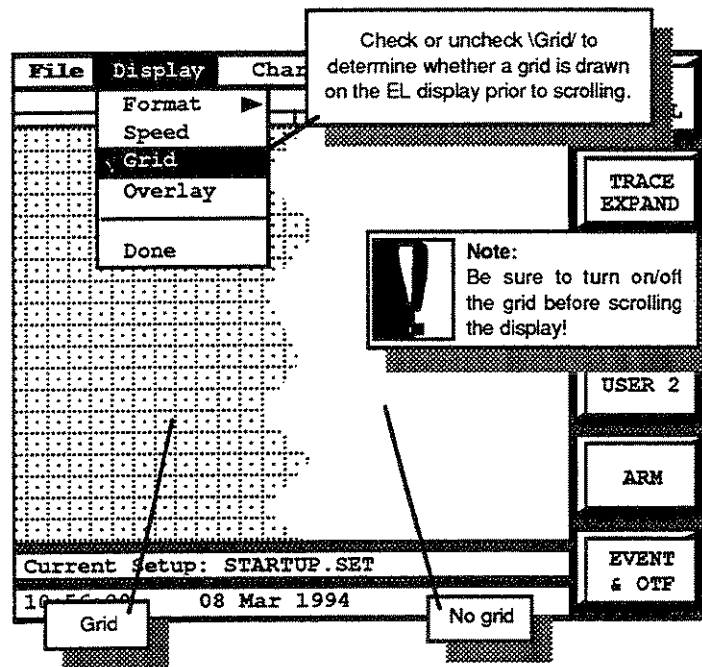 Check or uncheck \Grid/ to
determine whether a grid is drawn
on the EL display prior to scrolling.
File Display Char
Format
Speed
Grid
Overlay
Done
TRACE
EXPAND
Note:
Be sure to turn on/off
the grid before scrolling
the display!
USER 2
ARM
EVENT
& OTF
Current Setup: STARTUP.SET
08 Mar 1994
Grid
No grid